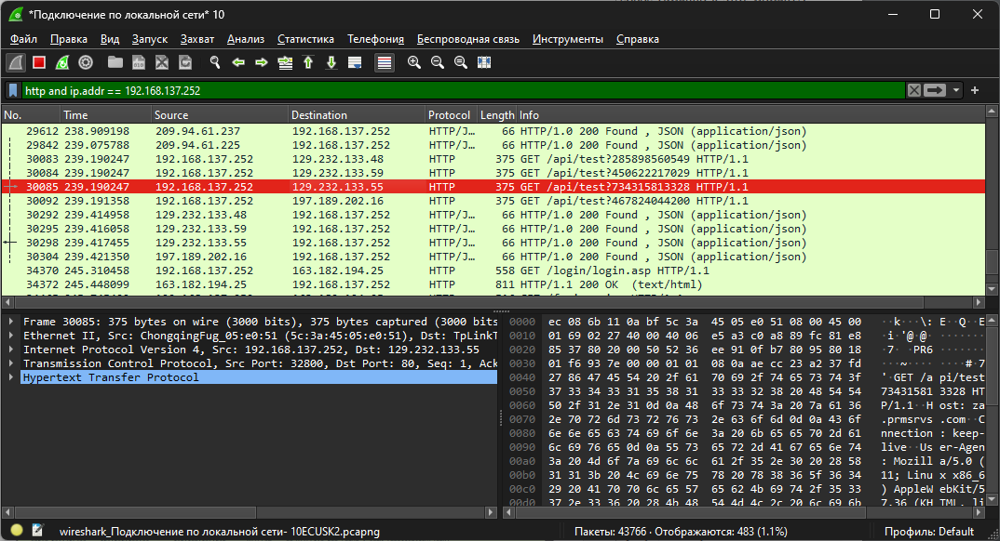 *Подключение по локальной сети* 10
Файл Правка Вид Запуск Захват Анализ Статистика Телефония Беспроводная связь Инструменты Справка
http and ip.addr == 192.168.137.252
No. Time Source Destination Protocol Length Info
29612 238.909198 209.94.61.237 192.168.137.252 HTTP/J… 66 HTTP/1.0 200 Found , JSON (application/json)
29842 239.075788 209.94.61.225 192.168.137.252 HTTP/J… 66 HTTP/1.0 200 Found , JSON (application/json)
30083 239.190247 192.168.137.252 129.232.133.48 HTTP 375 GET /api/test?285898560549 HTTP/1.1
30084 239.190247 192.168.137.252 129.232.133.59 HTTP 375 GET /api/test?450622217029 HTTP/1.1
30085 239.190247 192.168.137.252 129.232.133.55 HTTP 375 GET /api/test?734315813328 HTTP/1.1
30092 239.191358 192.168.137.252 197.189.202.16 HTTP 375 GET /api/test?467824044200 HTTP/1.1
30292 239.414958 129.232.133.48 192.168.137.252 HTTP/J… 66 HTTP/1.0 200 Found , JSON (application/json)
30295 239.416058 129.232.133.59 192.168.137.252 HTTP/J… 66 HTTP/1.0 200 Found , JSON (application/json)
30298 239.417455 129.232.133.55 192.168.137.252 HTTP/J… 66 HTTP/1.0 200 Found , JSON (application/json)
30304 239.421350 197.189.202.16 192.168.137.252 HTTP/J… 66 HTTP/1.0 200 Found , JSON (application/json)
34370 245.310458 192.168.137.252 163.182.194.25 HTTP 558 GET /login/login.asp HTTP/1.1
34372 245.448099 163.182.194.25 192.168.137.252 HTTP 811 HTTP/1.1 200 OK (text/html)
Frame 30085: 375 bytes on wire (3000 bits), 375 bytes captured (3000 bits
Ethernet II, Src: ChongqingFug_05:e0:51 (5c:3a:45:05:e0:51), Dst: TpLinkT
Internet Protocol Version 4, Src: 192.168.137.252, Dst: 129.232.133.55
Transmission Control Protocol, Src Port: 32800, Dst Port: 80, Seq: 1, Ack
Hypertext Transfer Protocol
0000 ec 08 6b 11 0a bf 5c 3a 45 05 e0 51 08 00 45 00 ··k···\: E··Q··E
0010 01 69 02 27 40 00 40 06 e5 a3 c0 a8 89 fc 81 e8 ·i·'@·@· ········
0020 85 37 80 20 00 50 52 36 ee 91 0f b7 80 95 80 18 ·7· ·PR6 ········
0030 01 f6 93 7e 00 00 01 01 08 0a ae cc 23 a2 37 fd ···~···· ····#·7
0040 27 86 47 45 54 20 2f 61 70 69 2f 74 65 73 74 3f '·GET /a pi/test
0050 37 33 34 33 31 35 38 31 33 33 32 38 20 48 54 54 73431581 3328 HT
0060 50 2f 31 2e 31 0d 0a 48 6f 73 74 3a 20 7a 61 36 P/1.1··H ost: za
0070 2e 70 72 6d 73 72 76 73 2e 63 6f 6d 0d 0a 43 6f .prmsrvs .com··C
0080 6e 6e 65 63 74 69 6f 6e 3a 20 6b 65 65 70 2d 61 nnection : keep-
0090 6c 69 76 65 0d 0a 55 73 65 72 2d 41 67 65 6e 74 live··Us er-Agen
00a0 3a 20 4d 6f 7a 69 6c 6c 61 2f 35 2e 30 20 28 58 : Mozill a/5.0 (
00b0 31 31 3b 20 4c 69 6e 75 78 20 78 38 36 5f 36 34 11; Linu x x86_6
00c0 29 20 41 70 70 6c 65 57 65 62 4b 69 74 2f 35 33 ) AppleW ebKit/5
00d0 37 2e 33 36 20 28 4b 48 54 4d 4c 2c 20 6c 69 6b 7.36 (KH TML, li
wireshark_Подключение по локальной сети- 10ECUSK2.pcapng
Пакеты: 43766 · Отображаются: 483 (1.1%)
Профиль: Default